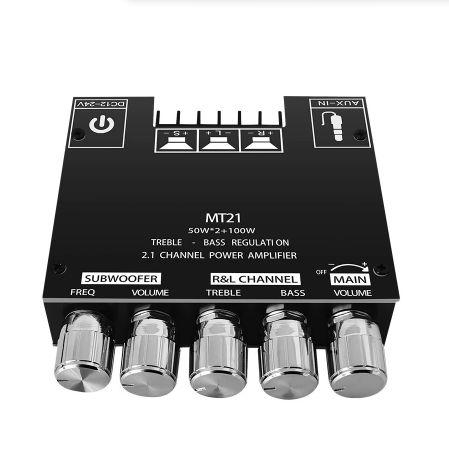 DC12-24V
AUX-IN
+S- -L+ +R-
MT21
50W*2+100W
TREBLE - BASS REGULATION
2.1 CHANNEL POWER AMPLIFIER
SUBWOOFER R&L CHANNEL OFF - + MAIN
FREQ VOLUME TREBLE BASS VOLUME